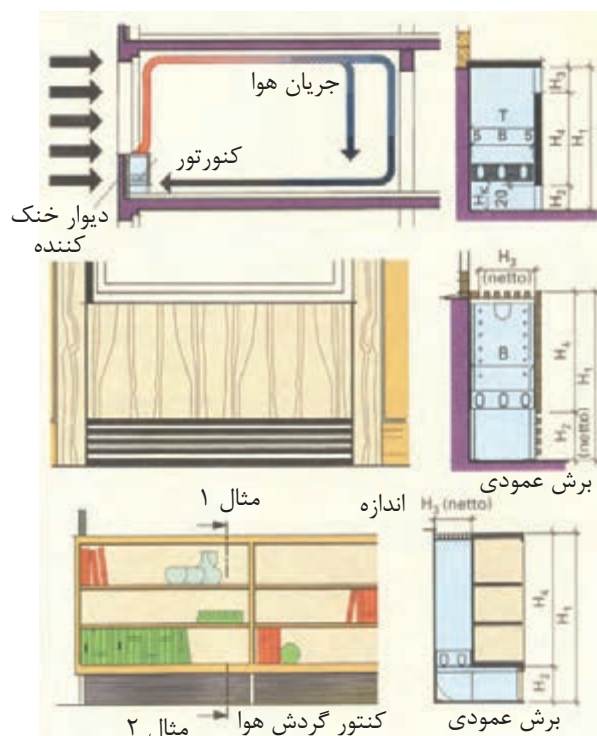 جریان هوا
کنورتور
دیوار خنک
کننده
H₃
T
5 B 5
H₄
H₁
Hₖ
20
H₂
H₃
(netto)
B
H₄
H₁
H₂
(netto)
برش عمودی
اندازه
مثال ۱
H₃ (netto)
H₄
H₁
H₂
برش عمودی
کنتور گردش هوا
مثال ۲